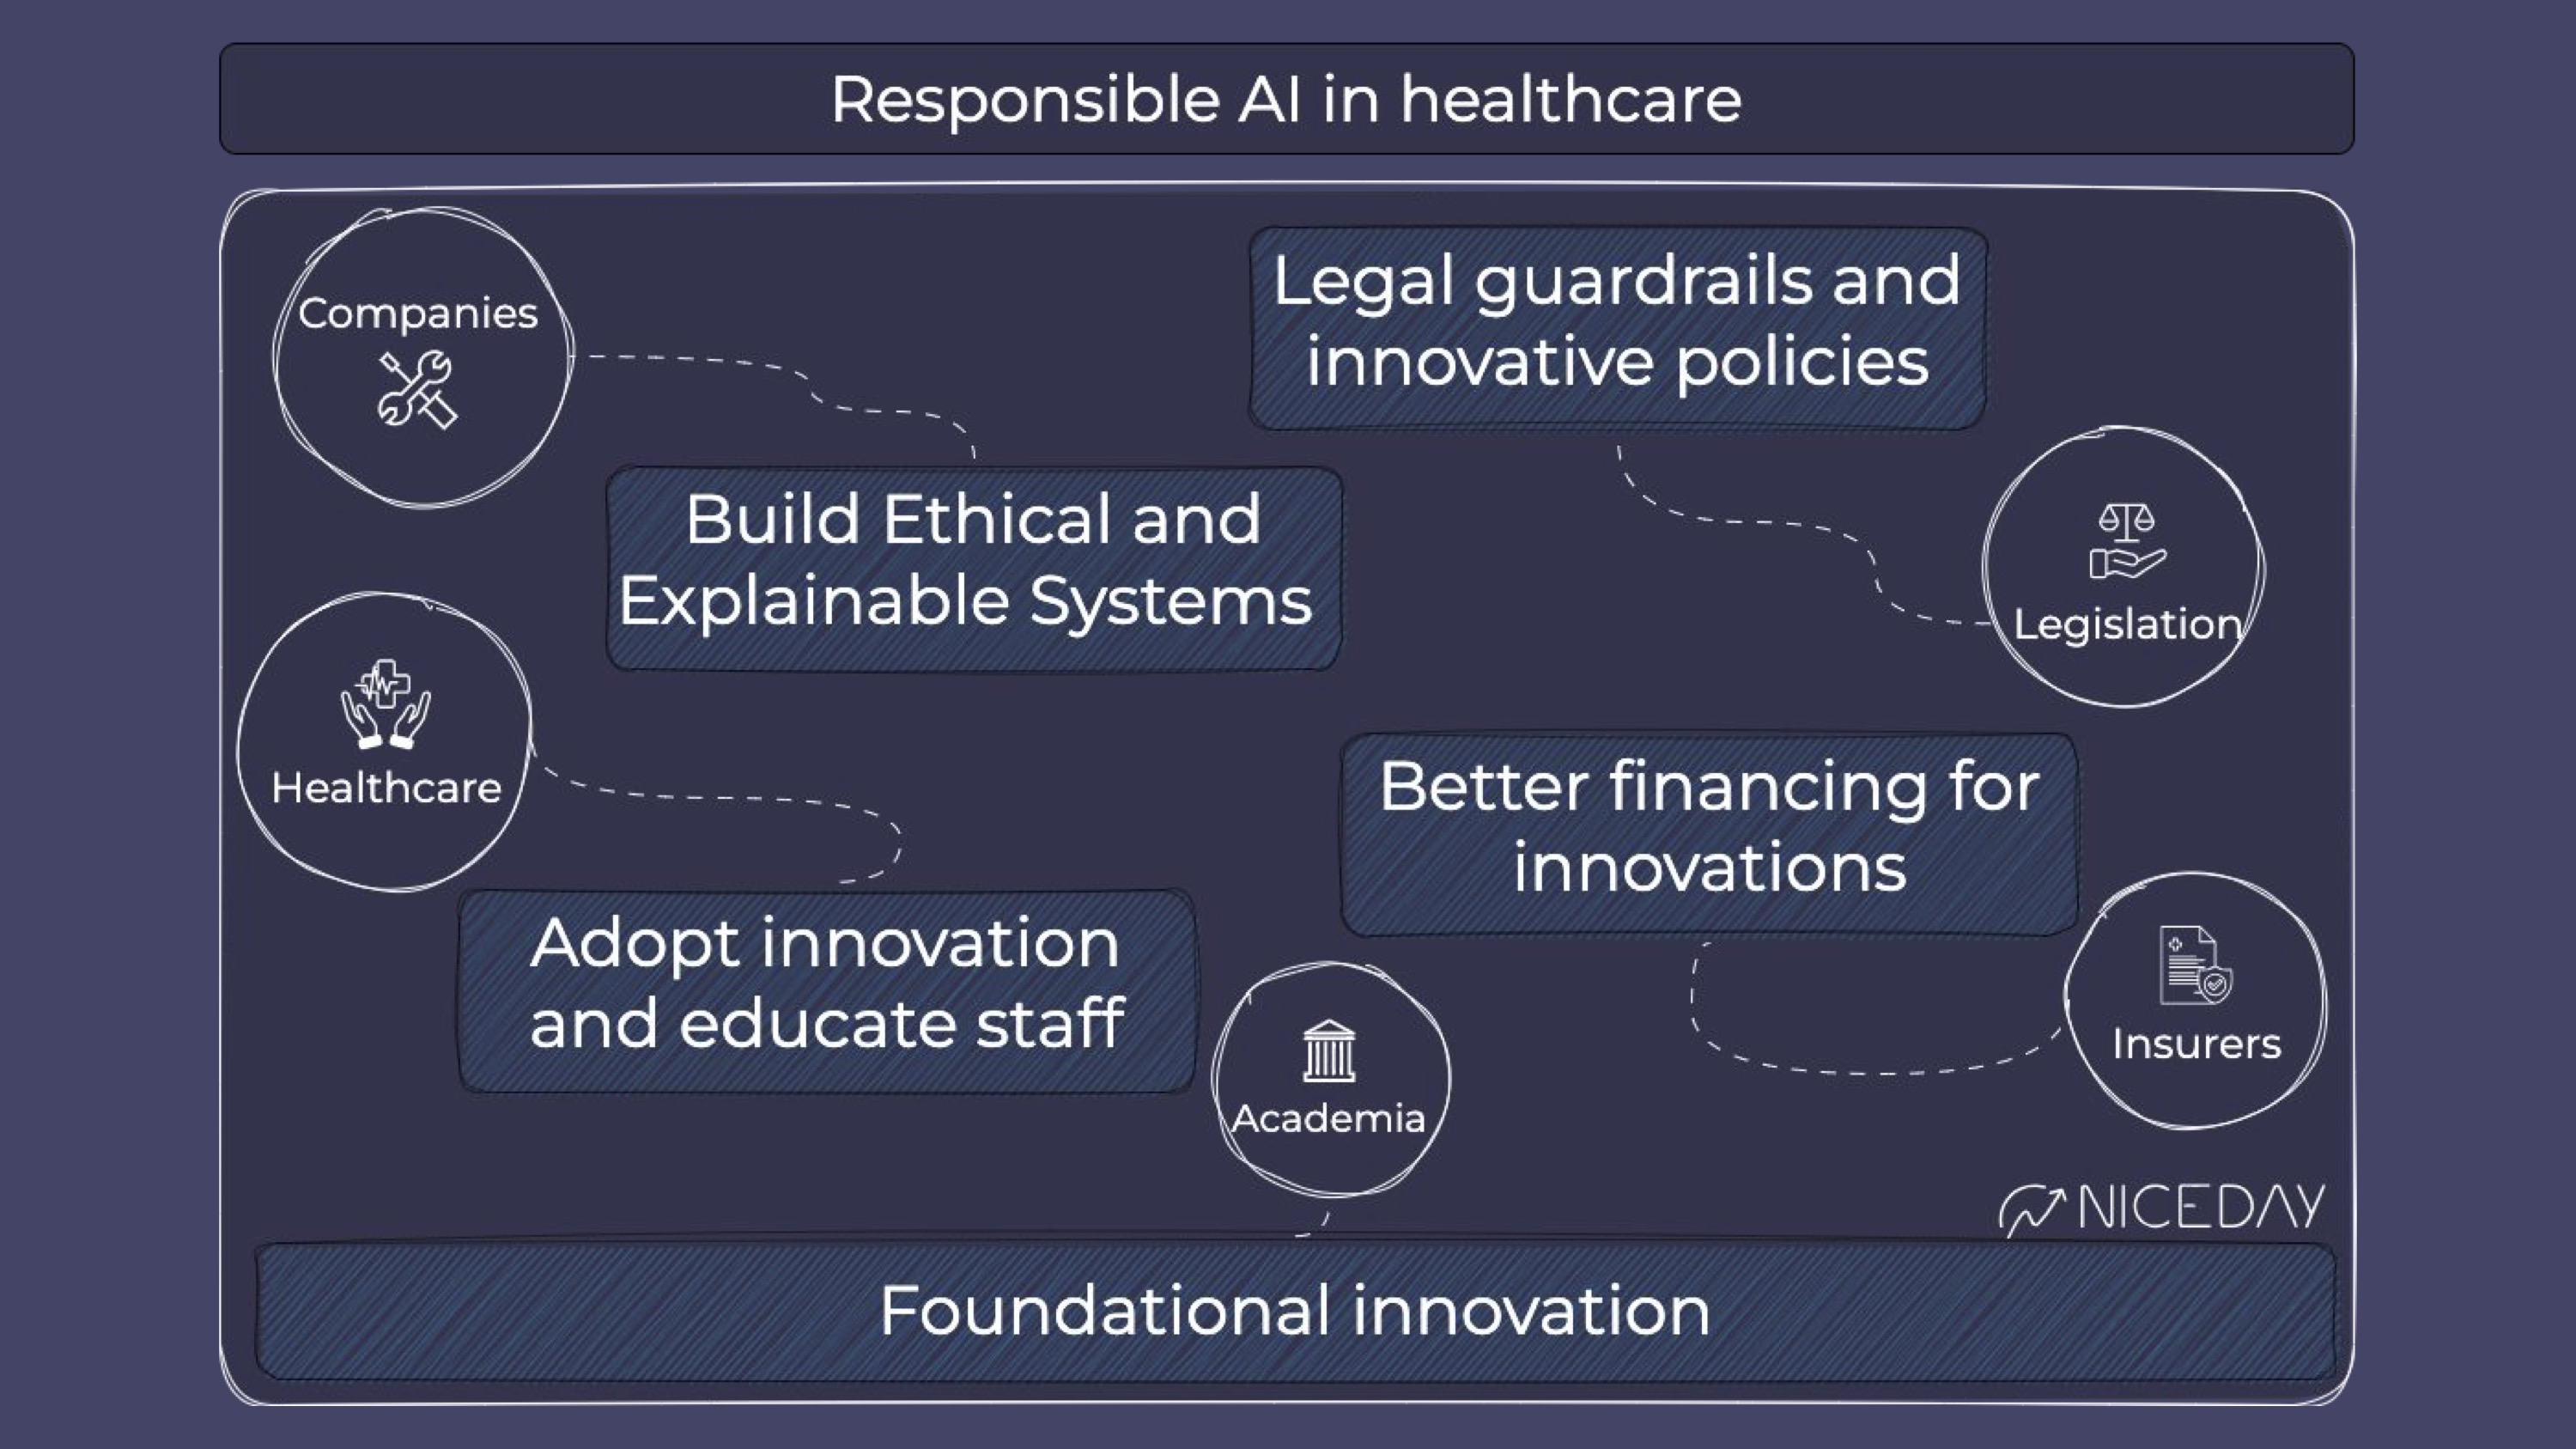 Responsible AI in healthcare
Companies
Legal guardrails and
innovative policies
Build Ethical and
Explainable Systems
Legislation
Healthcare
Better financing for
innovations
Adopt innovation
and educate staff
Insurers
Academia
NICEDAY
Foundational innovation